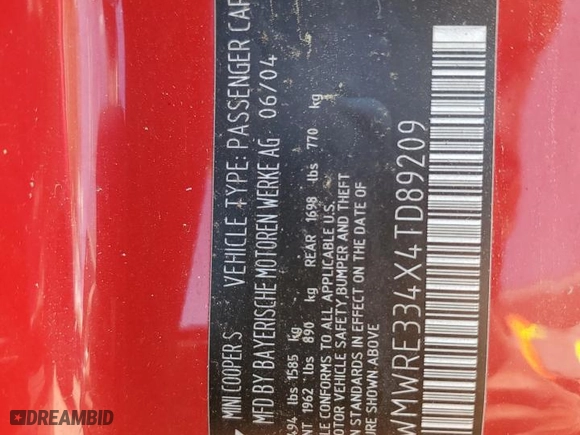 MINI COOPER S
VEHICLE TYPE: PASSENGER CAR
MFD BY BAYERISCHE MOTOREN WERKE AG 06/04
lbs 1585 kg
1962 lbs 890 kg REAR 1698 lbs 770 kg
CONFORMS TO ALL APPLICABLE U.S.
MOTOR VEHICLE SAFETY, BUMPER AND THEFT
STANDARDS IN EFFECT ON THE DATE OF
ABOVE
WMWRE334X4TD89209
DREAMBID